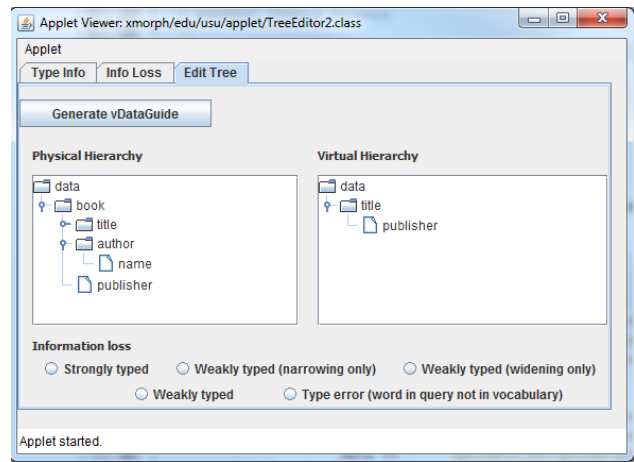 Applet Viewer: xmorph/edu/usu/applet/TreeEditor2.class
Applet
Type Info Info Loss Edit Tree
Generate vDataGuide
Physical Hierarchy Virtual Hierarchy
data data
book title
title publisher
author
name
publisher
Information loss
Strongly typed Weakly typed (narrowing only) Weakly typed (widening only)
Weakly typed Type error (word in query not in vocabulary)
Applet started.